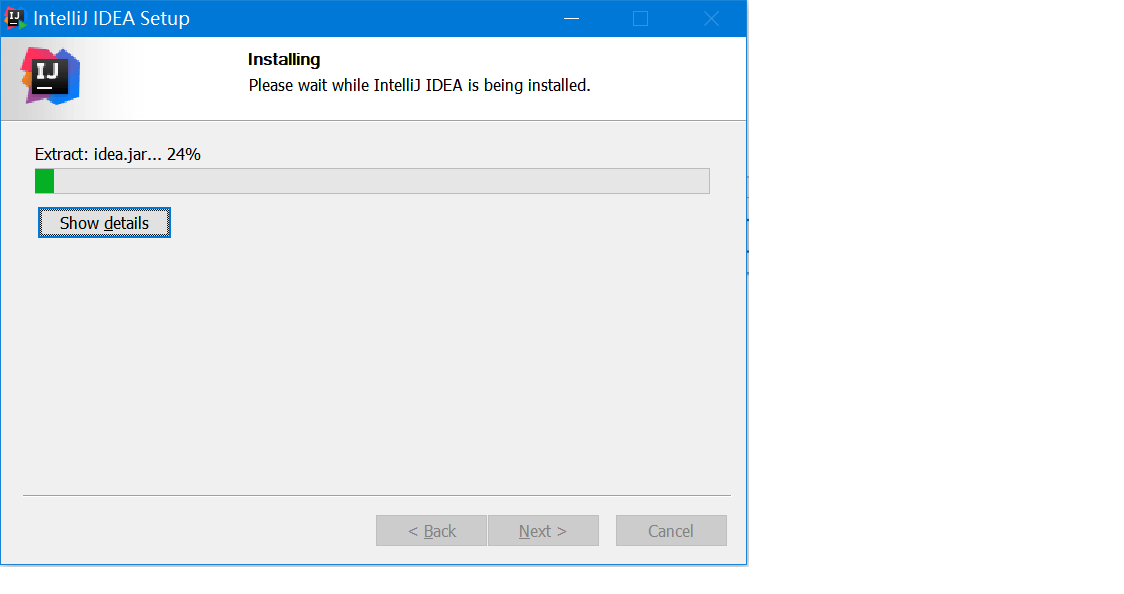 IntelliJ IDEA Setup
IJ
Installing
Please wait while IntelliJ IDEA is being installed.
Extract: idea.jar... 24%
Show details
< Back
Next >
Cancel